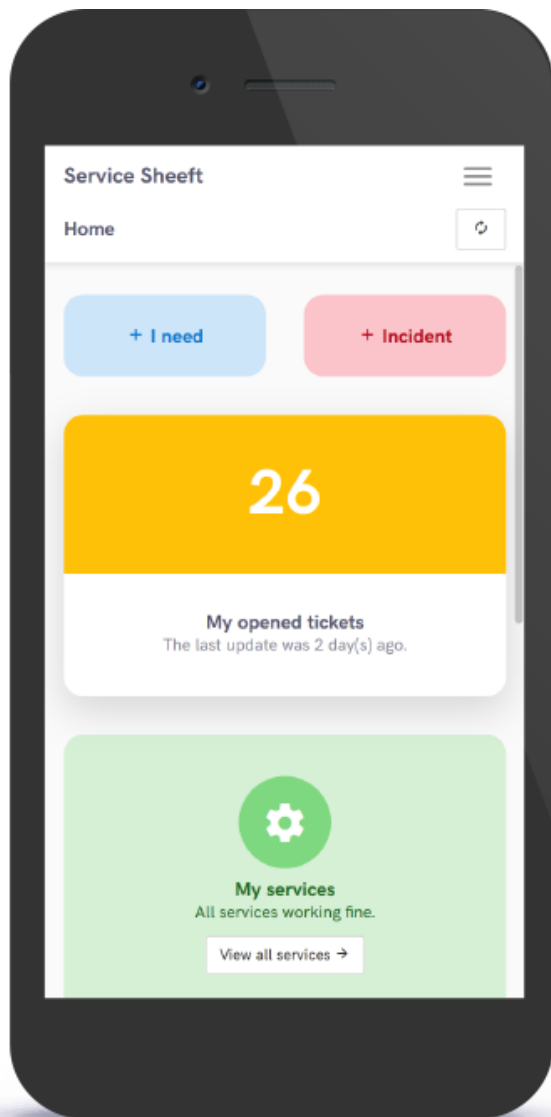 Service Sheeft
Home
+ I need
+ Incident
26
My opened tickets
The last update was 2 day(s) ago.
My services
All services working fine.
View all services →